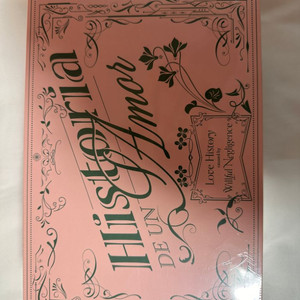 Historia
DE UN
Amor
Love History
Wilful Negligence